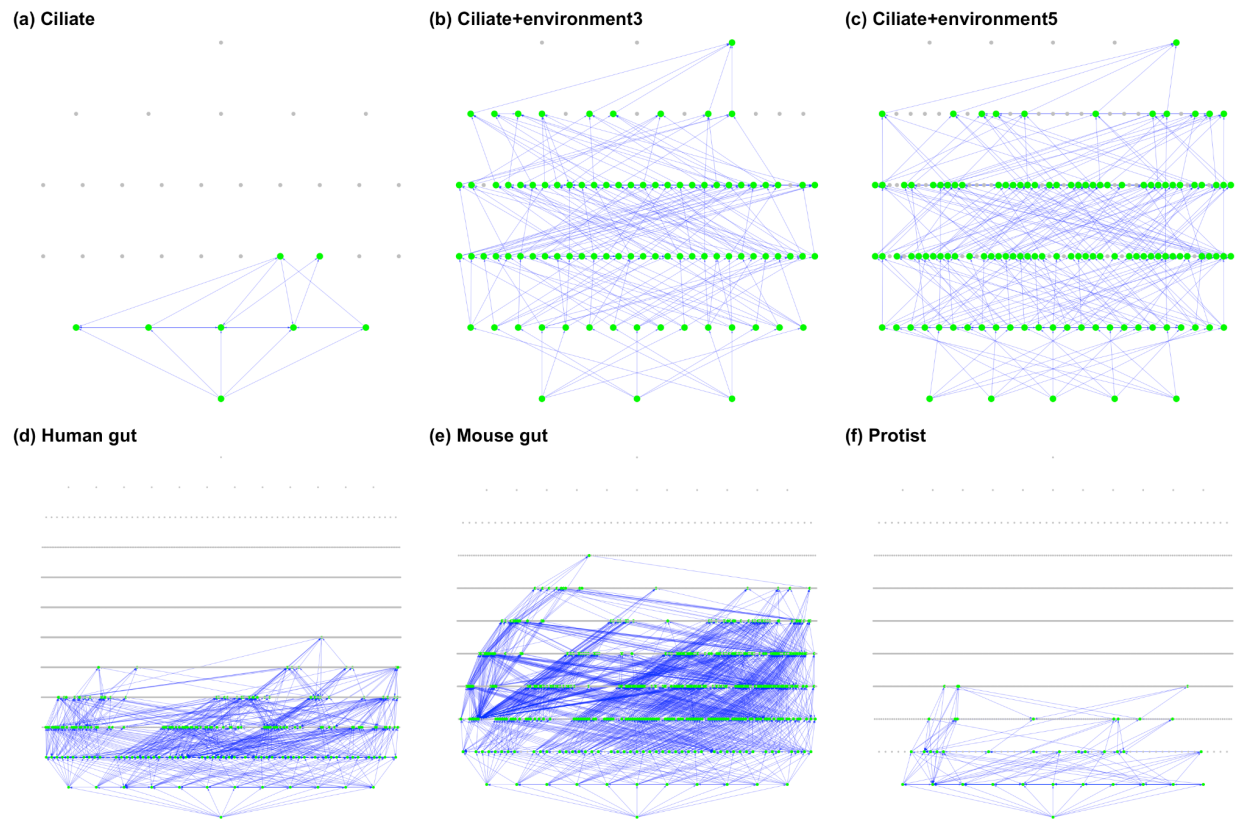 (a) Ciliate
(b) Ciliate+environment3
(c) Ciliate+environment5
(d) Human gut
(e) Mouse gut
(f) Protist